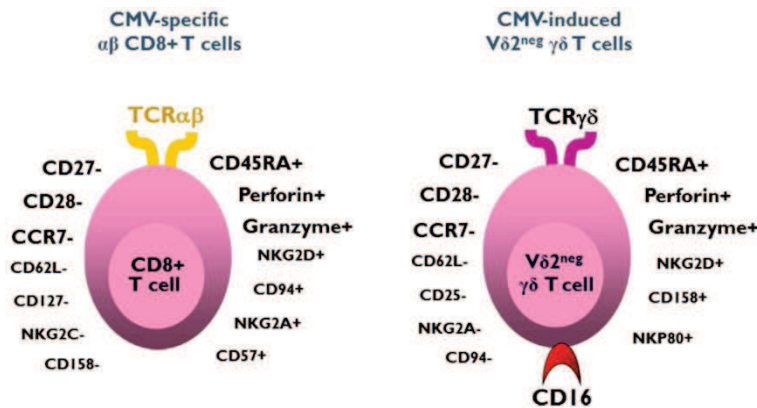 CMV-specific
αβ CD8+ T cells
TCRαβ
CD27-
CD28-
CCR7-
CD62L-
CD127-
NKG2C-
CD158-
CD8+
T cell
CD45RA+
Perforin+
Granzyme+
NKG2D+
CD94+
NKG2A+
CD57+
CMV-induced
Vδ2neg γδ T cells
TCRγδ
CD27-
CD28-
CCR7-
CD62L-
CD25-
NKG2A-
CD94-
Vδ2neg
γδ T cell
CD45RA+
Perforin+
Granzyme+
NKG2D+
CD158+
NKP80+
CD16